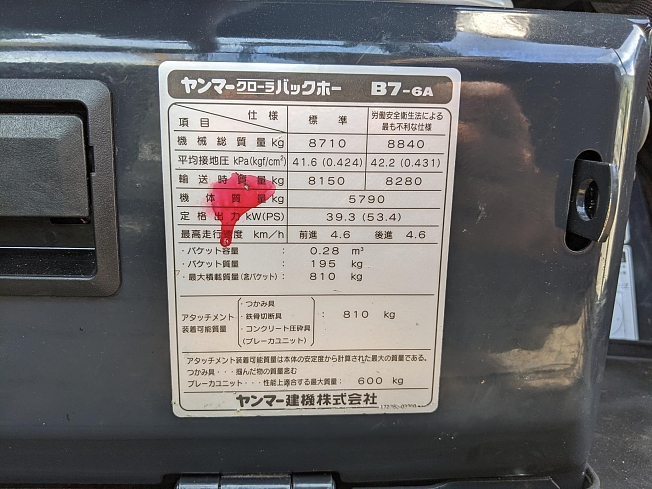 ヤンマークローラバックホー B7-6A
項目 仕様 標準 労働安全衛生法による最も不利な仕様
機械総質量 kg 8710 8840
平均接地圧 kPa(kgf/cm²) 41.6 (0.424) 42.2 (0.431)
輸送時質量 kg 8150 8280
機体質量 kg 5790
定格出力 kW(PS) 39.3 (53.4)
最高走行速度 km/h 前進 4.6 後進 4.6
・バケット容量 : 0.28 m³
・バケット質量 : 195 kg
・最大積載質量(含バケット) : 810 kg
・つかみ具
アタッチメント ・鉄骨切断具 : 810 kg
装着可能質量 ・コンクリート圧砕具
(ブレーカユニット)
アタッチメント装着可能質量は本体の安定度から計算された最大の質量である。
つかみ具・・・掴んだ物の質量含む
ブレーカユニット・・・性能上適合する最大質量: 600 kg
ヤンマー建機株式会社